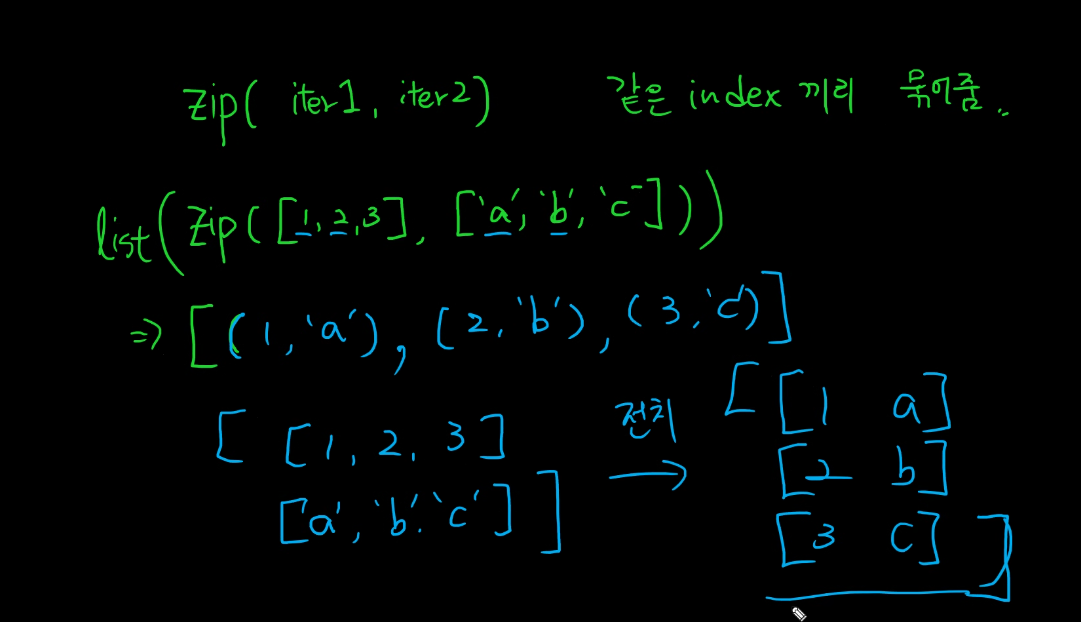 zip( iter1, iter2) 같은 index 끼리 묶어줌..
list(zip([1,2,3], ['a', 'b', 'c']))
⇒ [(1, 'a'), (2, 'b'), (3, 'c')]
[ [1, 2, 3]
['a', 'b'. 'c'] ]
전치
[ [1 a]
[2 b]
[3 c] ]